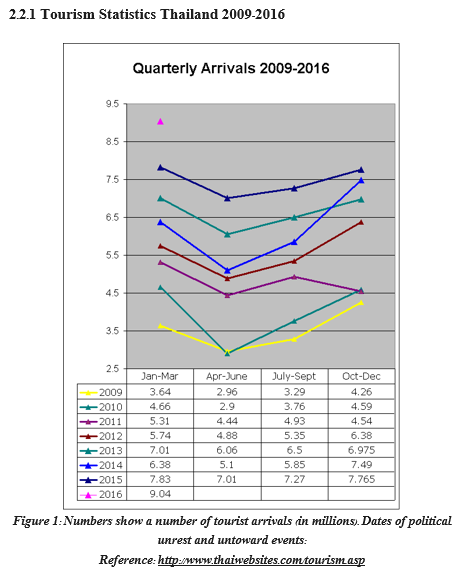 2.2.1 Tourism Statistics Thailand 2009-2016
Quarterly Arrivals 2009-2016
9.5
8.5
7.5
6.5
5.5
4.5
3.5
2.5
Jan-Mar Apr-June July-Sept Oct-Dec
2009 3.64 2.96 3.29 4.26
2010 4.66 2.9 3.76 4.59
2011 5.31 4.44 4.93 4.54
2012 5.74 4.88 5.35 6.38
2013 7.01 6.06 6.5 6.975
2014 6.38 5.1 5.85 7.49
2015 7.83 7.01 7.27 7.765
2016 9.04
Figure 1: Numbers show a number of tourist arrivals (in millions). Dates of political
unrest and untoward events:
Reference: http://www.thaiwebsites.com/tourism.asp